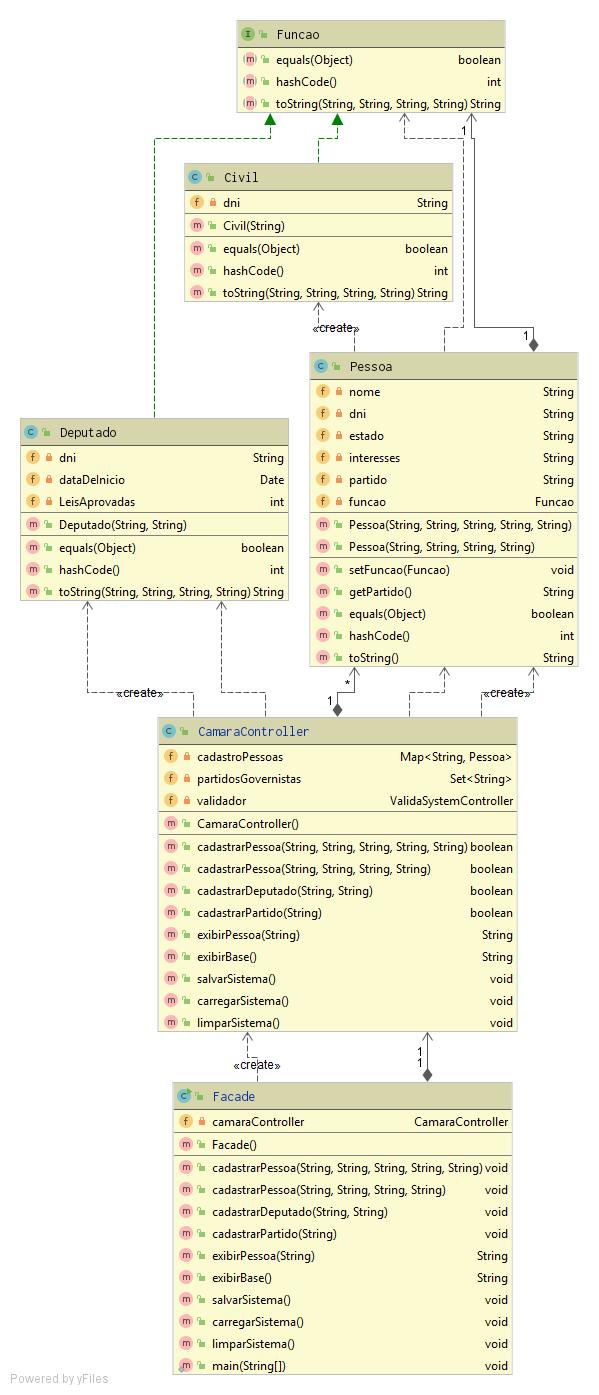 Funcao
equals(Object) boolean
hashCode() int
toString(String, String, String, String) String
1
Civil
dni String
Civil(String)
equals(Object) boolean
hashCode() int
toString(String, String, String, String) String
«create»
1
Pessoa
nome String
dni String
estado String
interesses String
partido String
funcao Funcao
Pessoa(String, String, String, String, String)
Pessoa(String, String, String, String)
setFuncao(Funcao) void
getPartido() String
equals(Object) boolean
hashCode() int
toString() String
Deputado
dni String
dataDeInicio Date
LeisAprovadas int
Deputado(String, String)
equals(Object) boolean
hashCode() int
toString(String, String, String, String) String
«create»
*
1
«create»
CamaraController
cadastroPessoas Map<String, Pessoa>
partidosGovernistas Set<String>
validador ValidaSystemController
CamaraController()
cadastrarPessoa(String, String, String, String, String) boolean
cadastrarPessoa(String, String, String, String) boolean
cadastrarDeputado(String, String) boolean
cadastrarPartido(String) boolean
exibirPessoa(String) String
exibirBase() String
salvarSistema() void
carregarSistema() void
limparSistema() void
«create»
1
1
Facade
camaraController CamaraController
Facade()
cadastrarPessoa(String, String, String, String, String) void
cadastrarPessoa(String, String, String, String) void
cadastrarDeputado(String, String) void
cadastrarPartido(String) void
exibirPessoa(String) String
exibirBase() String
salvarSistema() void
carregarSistema() void
limparSistema() void
main(String[]) void
Powered by yFiles